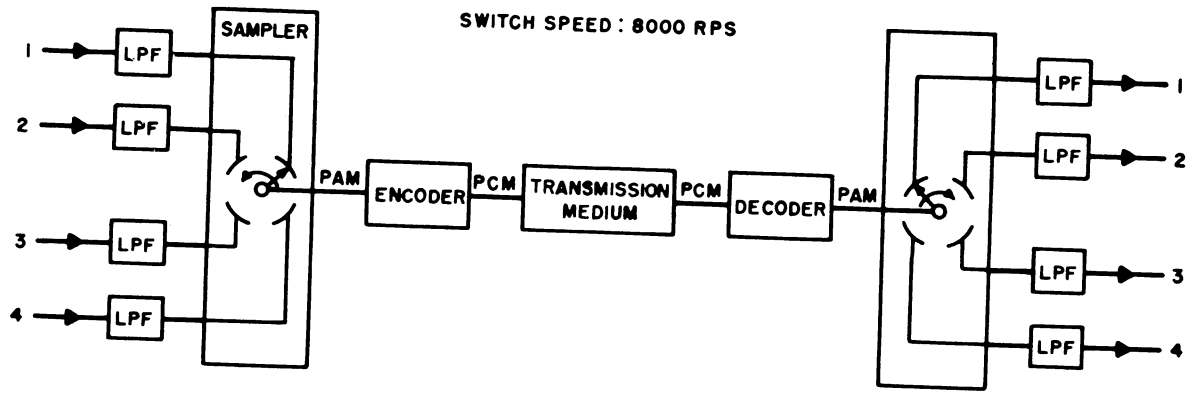 SWITCH SPEED: 8000 RPS
SAMPLER
1 LPF
2 LPF
3 LPF
4 LPF
PAM
ENCODER
PCM
TRANSMISSION
MEDIUM
PCM
DECODER
PAM
LPF 1
LPF 2
LPF 3
LPF 4